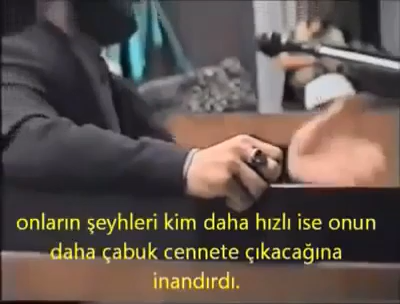 onların şeyhleri kim daha hızlı ise onun
daha çabuk cennete çıkacağına
inandırdı.